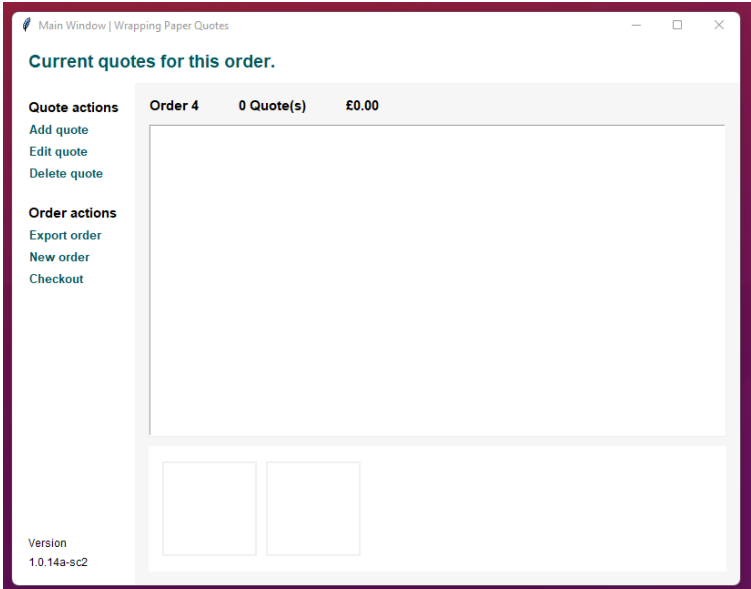 Main Window | Wrapping Paper Quotes
Current quotes for this order.
Quote actions
Add quote
Edit quote
Delete quote
Order actions
Export order
New order
Checkout
Version
1.0.14a-sc2
Order 4 0 Quote(s) £0.00